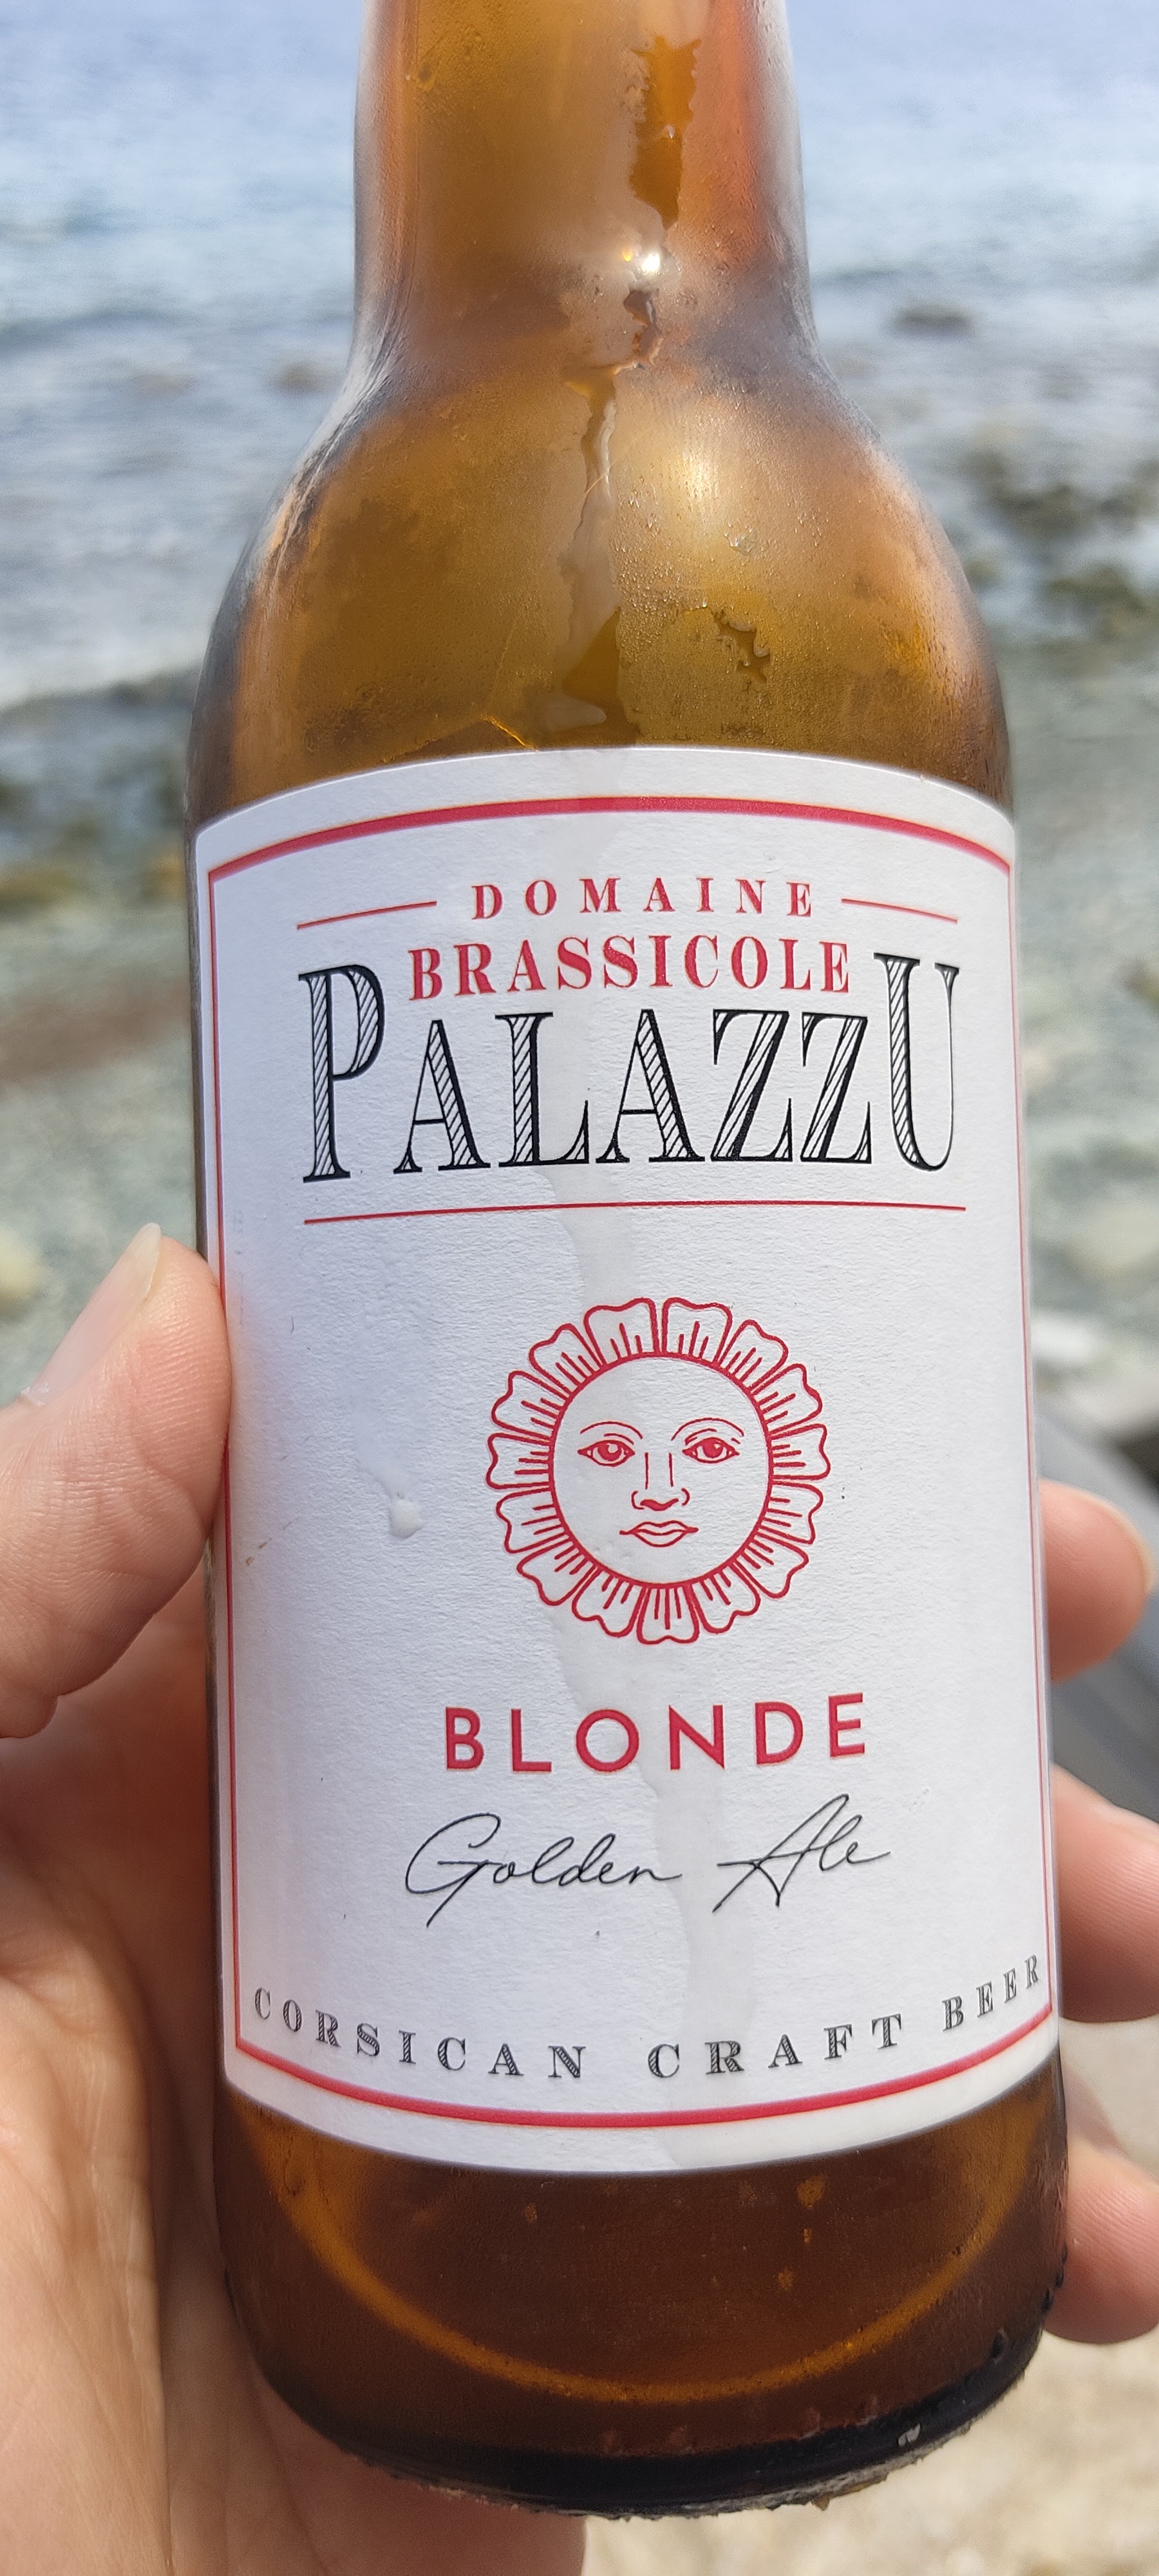 DOMAINE
BRASSICOLE
PALAZZU
BLONDE
Golden Ale
CORSICAN CRAFT BEER